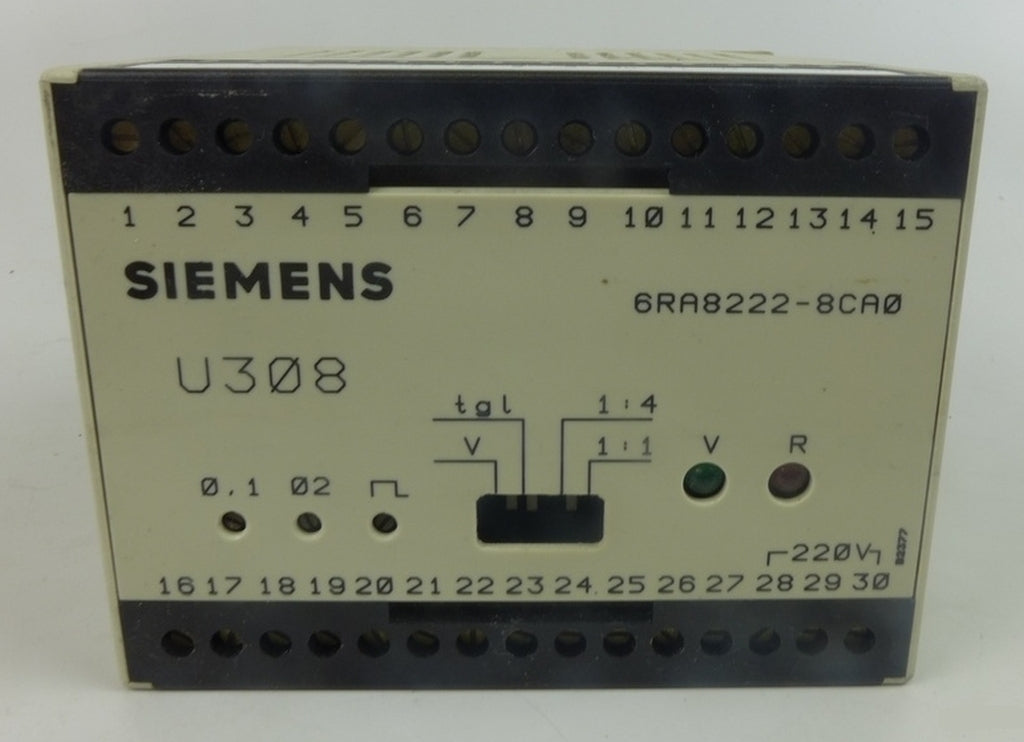 1 2 3 4 5 6 7 8 9 10 11 12 13 14 15
SIEMENS
6RA8222-8CA0
U308
tgl
1:4
V
1:1
V
R
0.1
02
220V
16 17 18 19 20 21 22 23 24 25 26 27 28 29 30